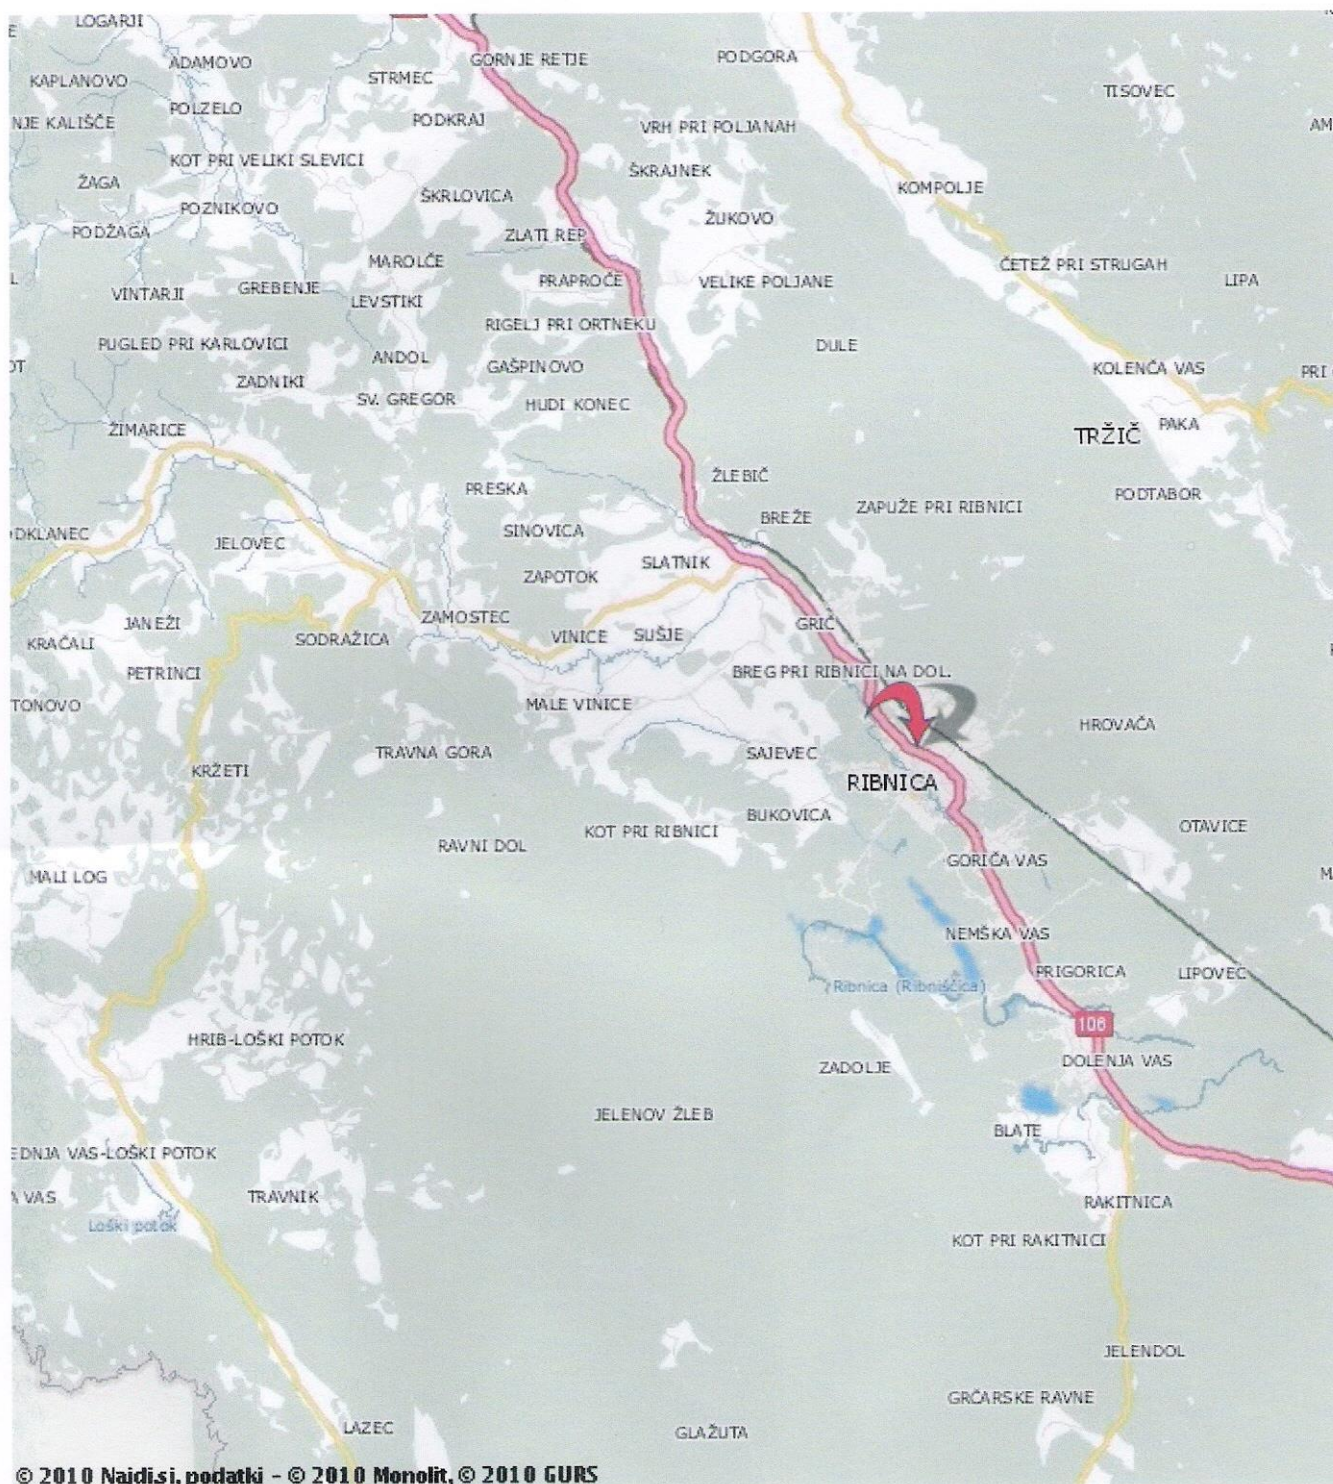 LOGARJI
GORNJE RETJE
PODGORA
ADAMOVO
STRMEC
KAPLANOVO
TISOVEC
POLZELO
PODKRAJ
NJE KALIŠČE
VRH PRI POLJANAH
AM
KOT PRI VELIKI SLEVICI
ŠKRAJNEK
ŽAGA
ŠKRLOVICA
KOMPOLJE
POZNIKOVO
ŽUKOVO
PODŽAGA
ZLATI REP
MAROLČE
ČETEŽ PRI STRUGAH
PRAPROČE
VELIKE POLJANE
LIPA
GREBENJE
VINTARJI
LEVSTIKI
RIGELJ PRI ORTNEKU
PUGLED PRI KARLOVICI
DULE
ANDOL
GAŠPINOVO
KOLENČA VAS
PRI
ZADNIKI
SV. GREGOR
HUDI KONEC
ŽIMARICE
PAKA
TRŽIČ
ŽLEBIČ
PRESKA
PODTABOR
ZAPUŽE PRI RIBNICI
BREŽE
ODKLANEC
JELOVEC
SINOVICA
SLATNIK
ZAPOTOK
JANEŽI
ZAMOSTEC
GRIČ
KRAČALI
SODRAŽICA
VINICE
SUŠJE
PETRINCI
BREG PRI RIBNICI NA DOL.
TONOVO
MALE VINICE
HROVAČA
TRAVNA GORA
SAJEVEC
KRŽETI
RIBNICA
BUKOVICA
OTAVICE
KOT PRI RIBNICI
RAVNI DOL
GORIČA VAS
MALI LOG
NEMŠKA VAS
PRIGORICA
LIPOVEC
Ribnica (Ribniščica)
106
HRIB-LOŠKI POTOK
ZADOLJE
DOLENJA VAS
JELENOV ŽLEB
BLATE
EDNJA VAS-LOŠKI POTOK
A VAS
TRAVNIK
RAKITNICA
Loški potok
KOT PRI RAKITNICI
JELENDOL
GRČARSKE RAVNE
LAZEC
GLAŽUTA
© 2010 Najdi.si, podatki - © 2010 Monolit, © 2010 GURS